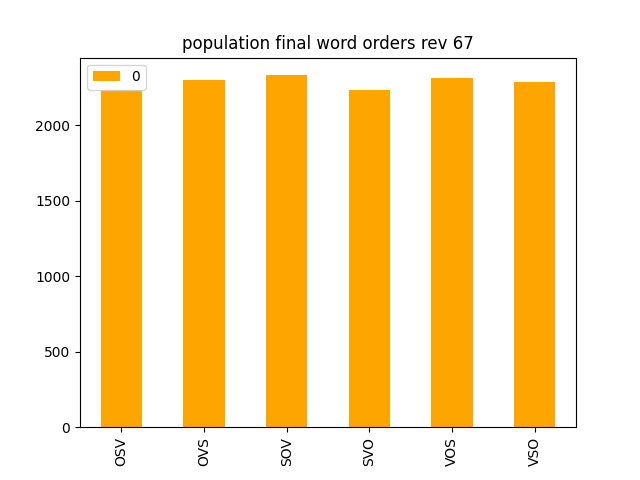 population final word orders rev 67
0
2000
1500
1000
500
0
OSV
OVS
SOV
SVO
VOS
VSO